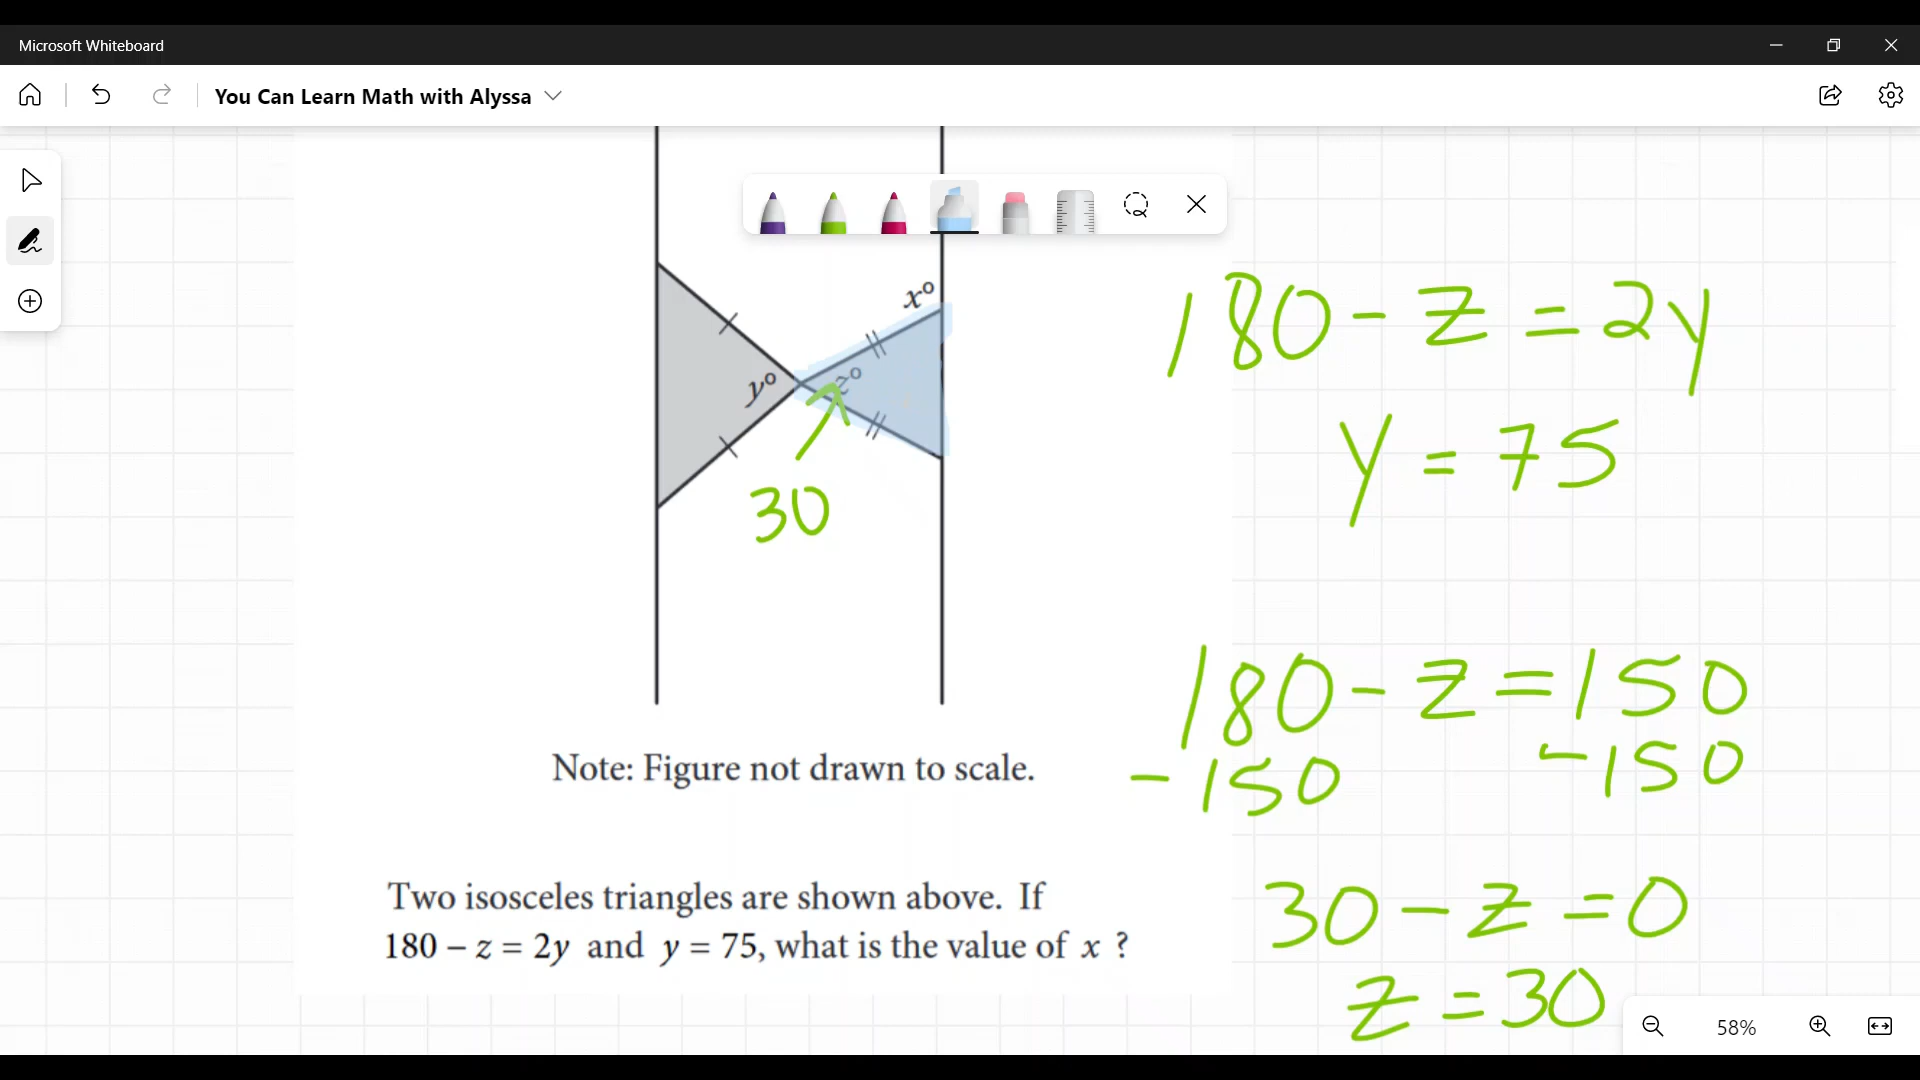 Microsoft Whiteboard
You Can Learn Math with Alyssa
x°
y°
z°
30
180 - z = 2y
y = 75
180 - z = 150
-150 -150
30 - z = 0
z = 30
Note: Figure not drawn to scale.
Two isosceles triangles are shown above. If
180 – z = 2y and y = 75, what is the value of x ?
58%